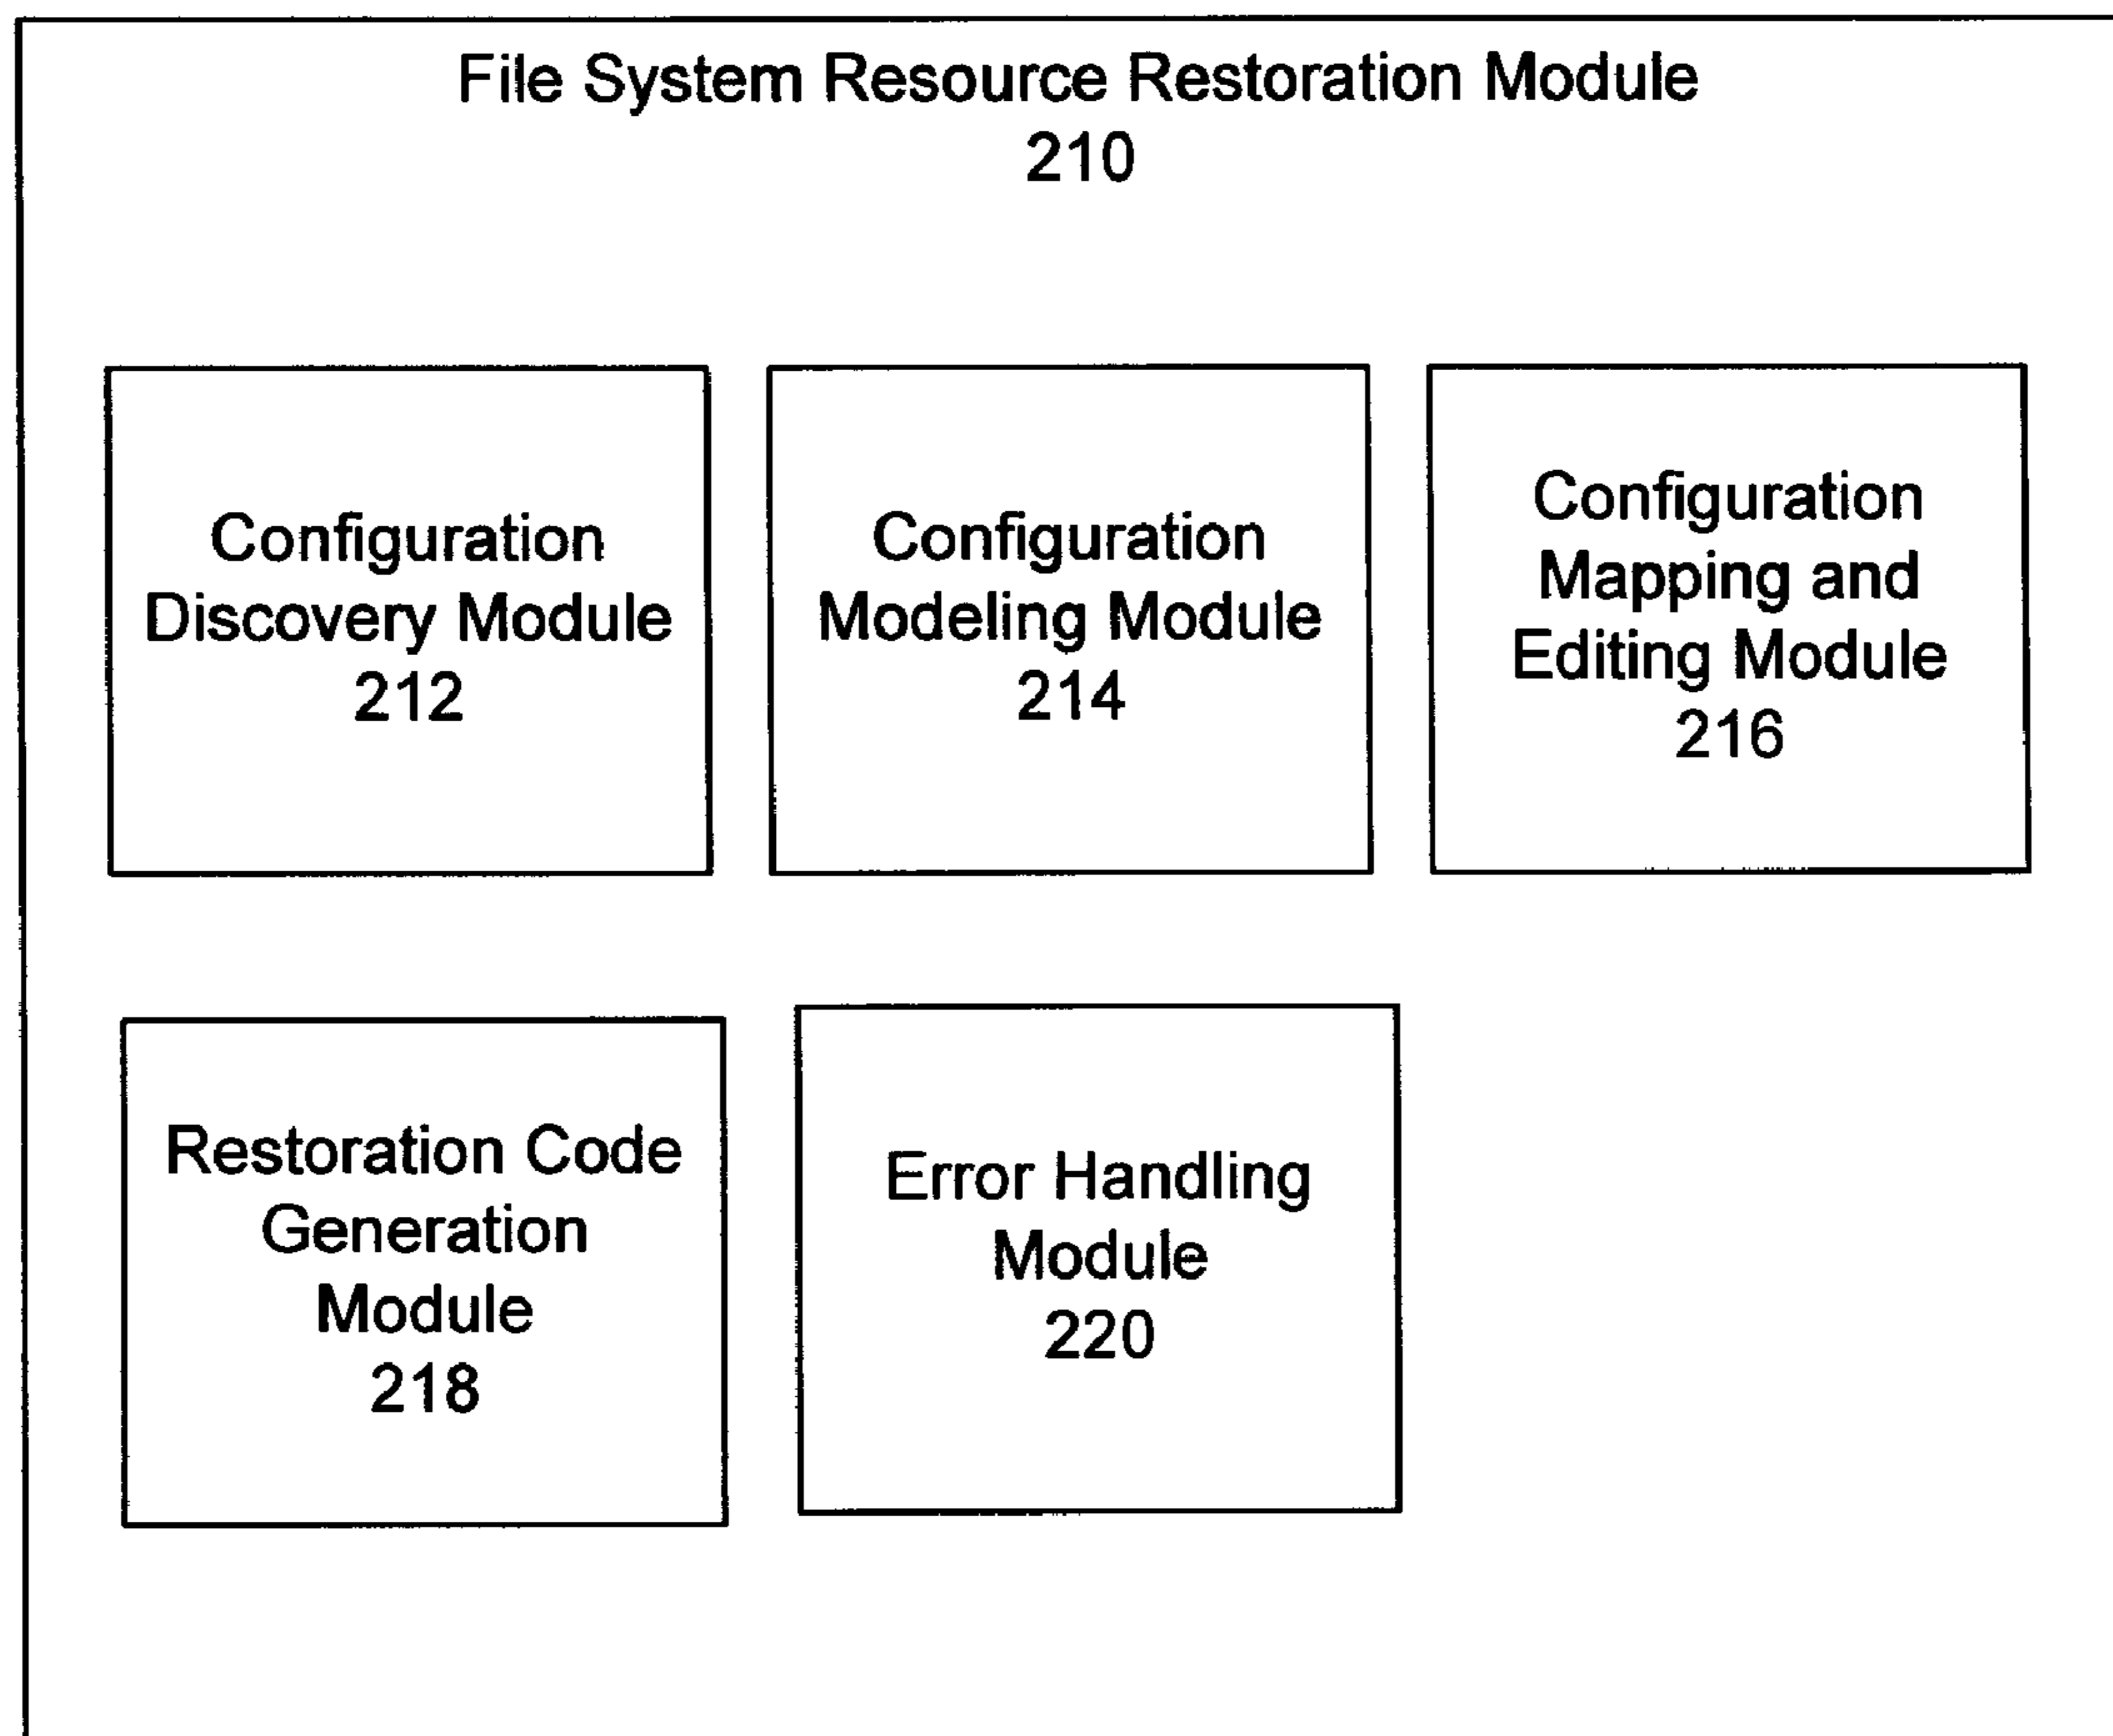 File System Resource Restoration Module
210
Configuration
Discovery Module
212
Configuration
Modeling Module
214
Configuration
Mapping and
Editing Module
216
Restoration Code
Generation
Module
218
Error Handling
Module
220